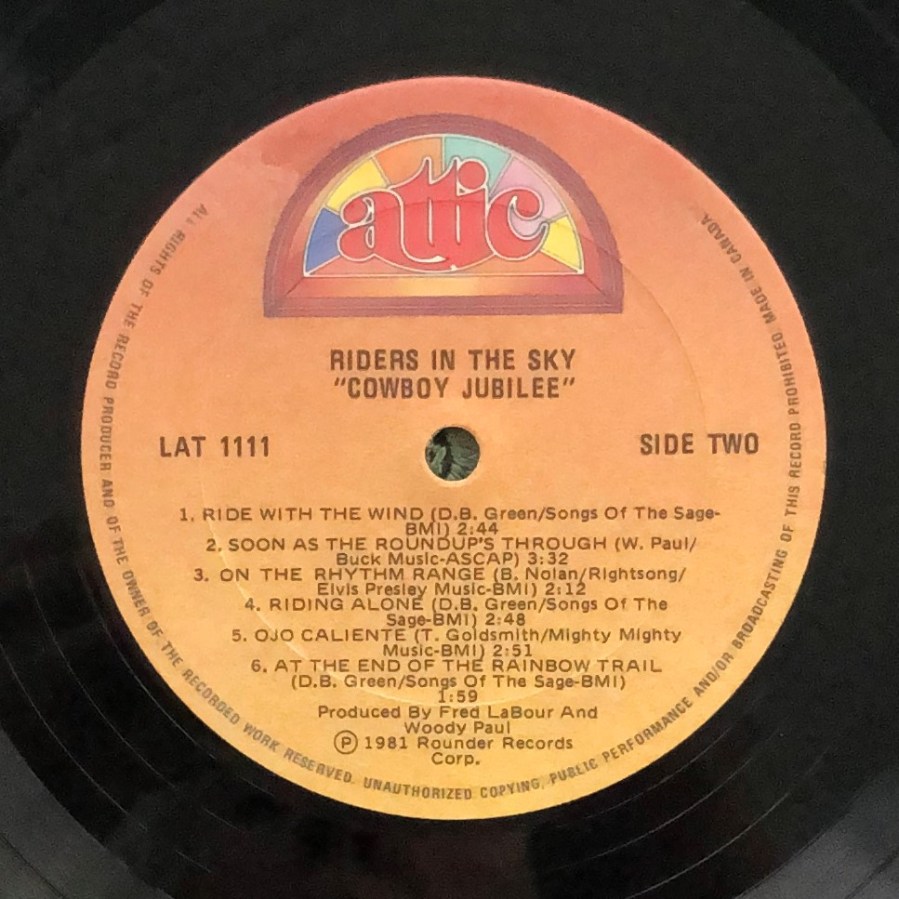 attic
RIDERS IN THE SKY
"COWBOY JUBILEE"
LAT 1111
SIDE TWO
1. RIDE WITH THE WIND (D.B. Green/Songs Of The Sage-
BMI) 2:44
2. SOON AS THE ROUNDUP'S THROUGH (W. Paul/
Buck Music-ASCAP) 3:32
3. ON THE RHYTHM RANGE (B. Nolan/Rightsong/
Elvis Presley Music-BMI) 2:12
4. RIDING ALONE (D.B. Green/Songs Of The
Sage-BMI) 2:48
5. OJO CALIENTE (T. Goldsmith/Mighty Mighty
Music-BMI) 2:51
6. AT THE END OF THE RAINBOW TRAIL
(D.B. Green/Songs Of The Sage-BMI)
1:59
Produced By Fred LaBour And
Woody Paul
℗ 1981 Rounder Records
Corp.
ALL RIGHTS OF THE RECORD PRODUCER AND OF THE OWNER OF THE RECORDED WORK RESERVED. UNAUTHORIZED COPYING, PUBLIC PERFORMANCE AND/OR BROADCASTING OF THIS RECORD PROHIBITED MADE IN CANADA